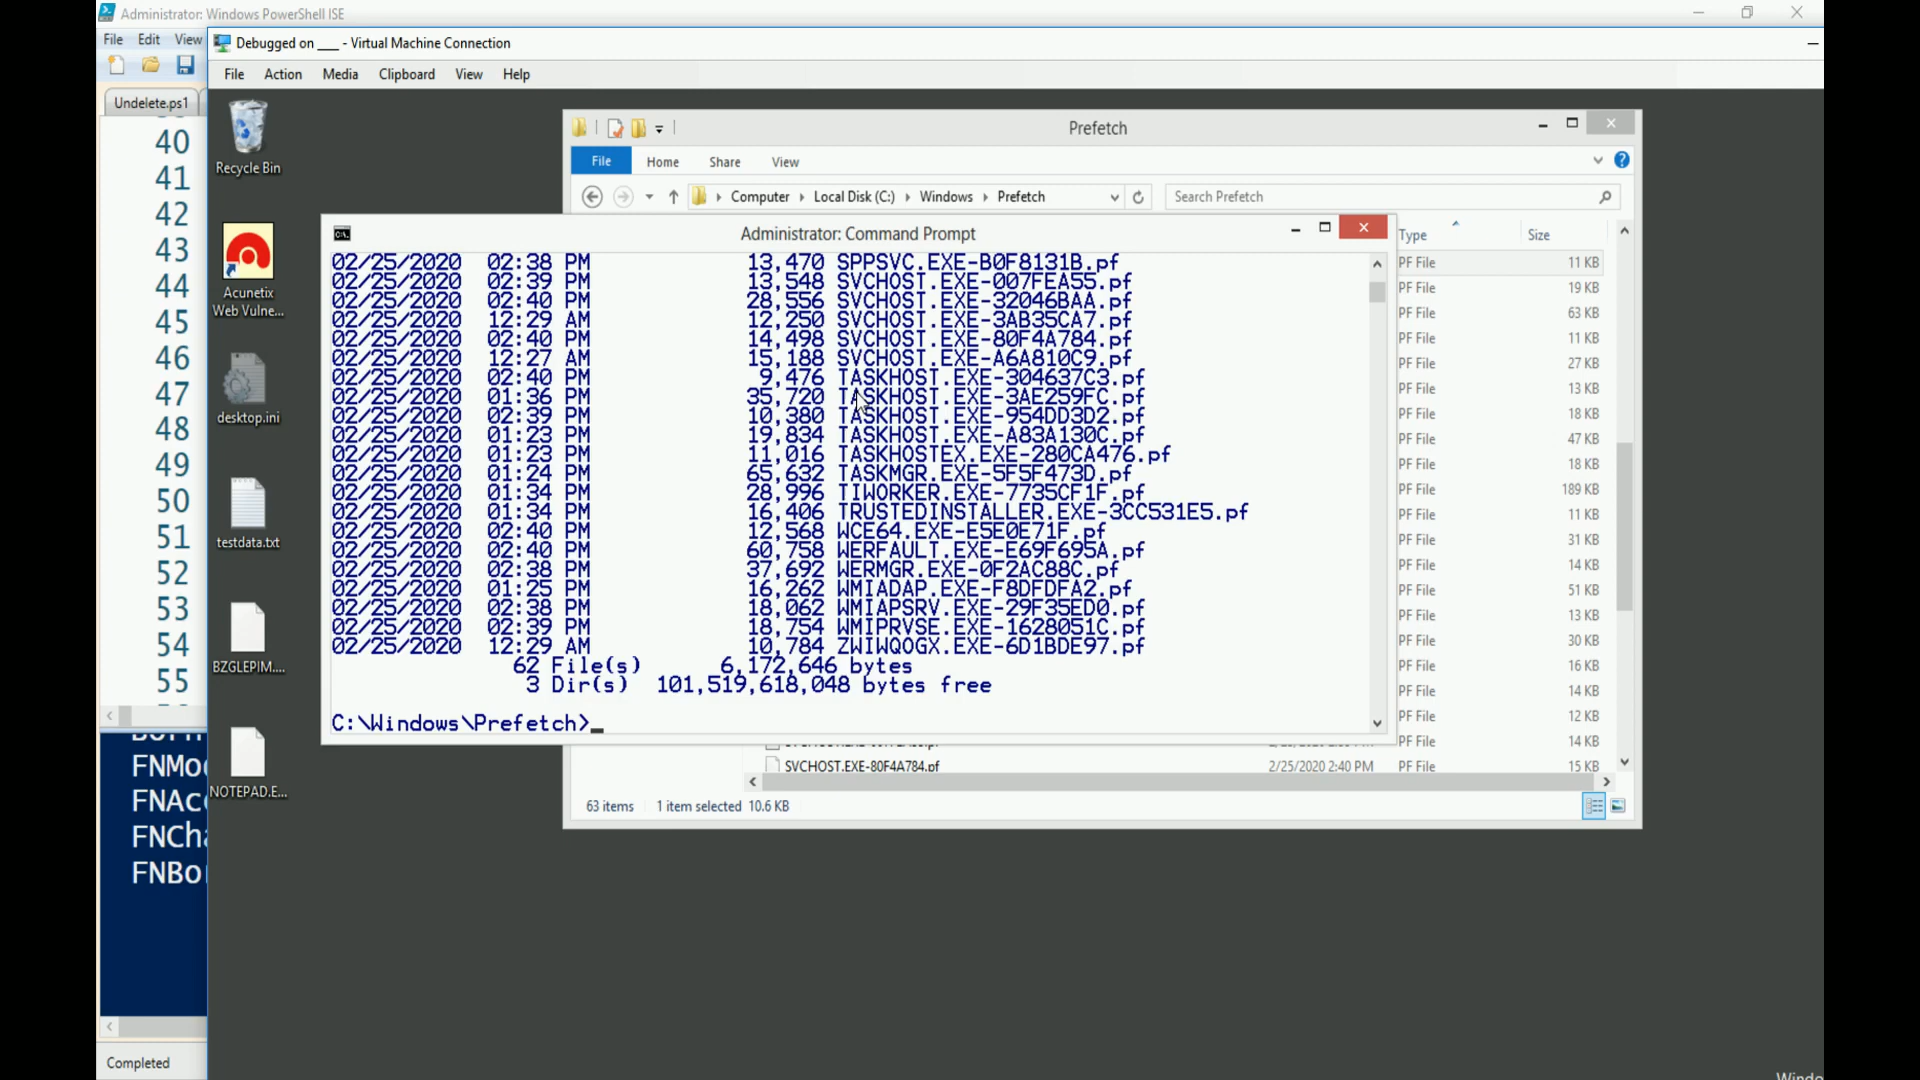 Administrator: Windows PowerShell ISE
File Edit View
Debugged on ___ - Virtual Machine Connection
File Action Media Clipboard View Help
Undelete.ps1
40
41
42
43
44
45
46
47
48
49
50
51
52
53
54
55
Recycle Bin
Acunetix
Web Vulne...
desktop.ini
testdata.txt
BZGLEPIM....
NOTEPAD.E...
Prefetch
File Home Share View
Computer Local Disk (C:) Windows Prefetch
Search Prefetch
Administrator: Command Prompt
02/25/2020 02:38 PM 13,470 SPPSVC.EXE-B0F8131B.pf
02/25/2020 02:39 PM 13,548 SVCHOST.EXE-007FEA55.pf
02/25/2020 02:40 PM 28,556 SVCHOST.EXE-32046BAA.pf
02/25/2020 12:29 AM 12,250 SVCHOST.EXE-3AB35CA7.pf
02/25/2020 02:40 PM 14,498 SVCHOST.EXE-80F4A784.pf
02/25/2020 12:27 AM 15,188 SVCHOST.EXE-A6A810C9.pf
02/25/2020 02:40 PM 9,476 TASKHOST.EXE-304637C3.pf
02/25/2020 01:36 PM 35,720 TASKHOST.EXE-3AE259FC.pf
02/25/2020 02:39 PM 10,380 TASKHOST.EXE-954DD3D2.pf
02/25/2020 01:23 PM 19,834 TASKHOST.EXE-A83A130C.pf
02/25/2020 01:23 PM 11,016 TASKHOSTEX.EXE-280CA476.pf
02/25/2020 01:24 PM 65,632 TASKMGR.EXE-5F5F473D.pf
02/25/2020 01:34 PM 28,996 TIWORKER.EXE-7735CF1F.pf
02/25/2020 01:34 PM 16,406 TRUSTEDINSTALLER.EXE-3CC531E5.pf
02/25/2020 02:40 PM 12,568 WCE64.EXE-E5E0E71F.pf
02/25/2020 02:40 PM 60,758 WERFAULT.EXE-E69F695A.pf
02/25/2020 02:38 PM 37,692 WERMGR.EXE-0F2AC88C.pf
02/25/2020 01:25 PM 16,262 WMIADAP.EXE-F8DFDFA2.pf
02/25/2020 02:38 PM 18,062 WMIAPSRV.EXE-29F35ED0.pf
02/25/2020 02:39 PM 18,754 WMIPRVSE.EXE-1628051C.pf
02/25/2020 12:29 AM 10,784 ZWIWQOGX.EXE-6D1BDE97.pf
62 File(s) 6,172,646 bytes
3 Dir(s) 101,519,618,048 bytes free
C:\Windows\Prefetch>_
Type Size
PF File 11 KB
PF File 19 KB
PF File 63 KB
PF File 11 KB
PF File 27 KB
PF File 13 KB
PF File 18 KB
PF File 47 KB
PF File 18 KB
PF File 189 KB
PF File 11 KB
PF File 31 KB
PF File 14 KB
PF File 51 KB
PF File 13 KB
PF File 30 KB
PF File 16 KB
PF File 14 KB
PF File 12 KB
PF File 14 KB
SVCHOST.EXE-80F4A784.pf 2/25/2020 2:40 PM PF File 15 KB
63 items 1 item selected 10.6 KB
FNMo
FNAc
FNCha
FNBo
Completed
Windo